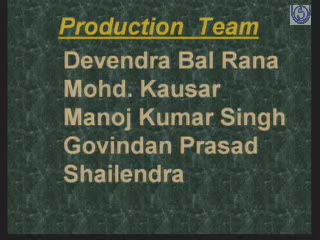 Production Team
Devendra Bal Rana
Mohd. Kausar
Manoj Kumar Singh
Govindan Prasad
Shailendra